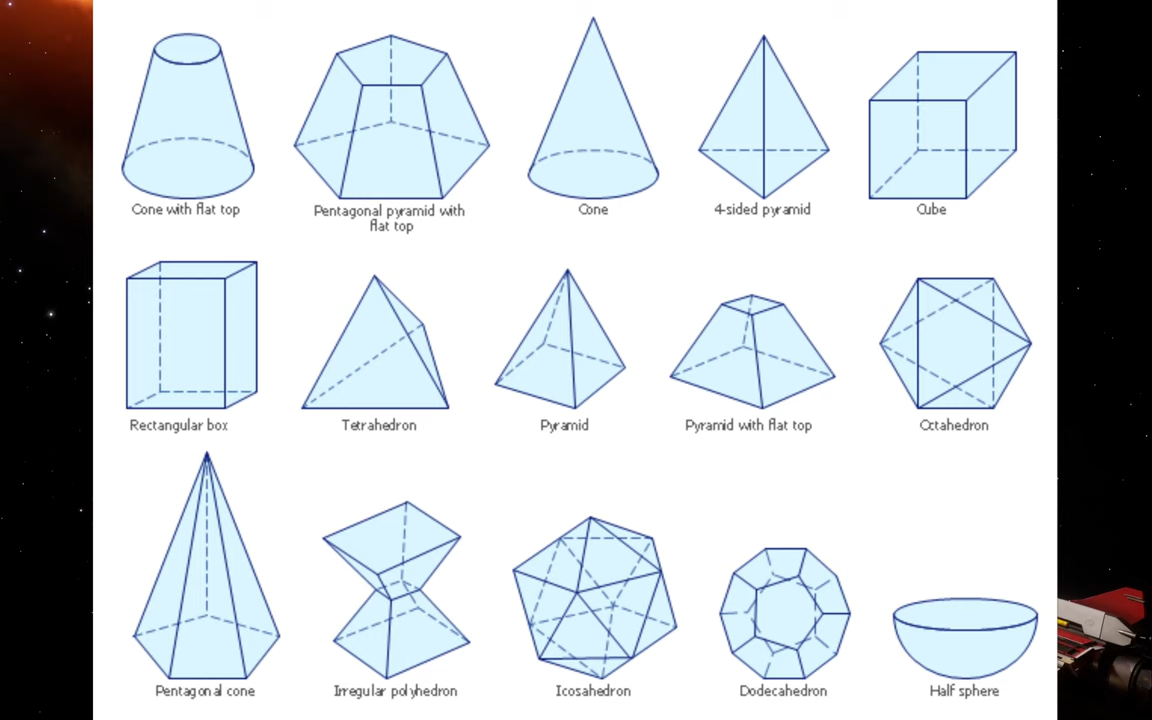 Cone with flat top
Pentagonal pyramid with
flat top
Cone
4-sided pyramid
Cube
Rectangular box
Tetrahedron
Pyramid
Pyramid with flat top
Octahedron
Pentagonal cone
Irregular polyhedron
Icosahedron
Dodecahedron
Half sphere